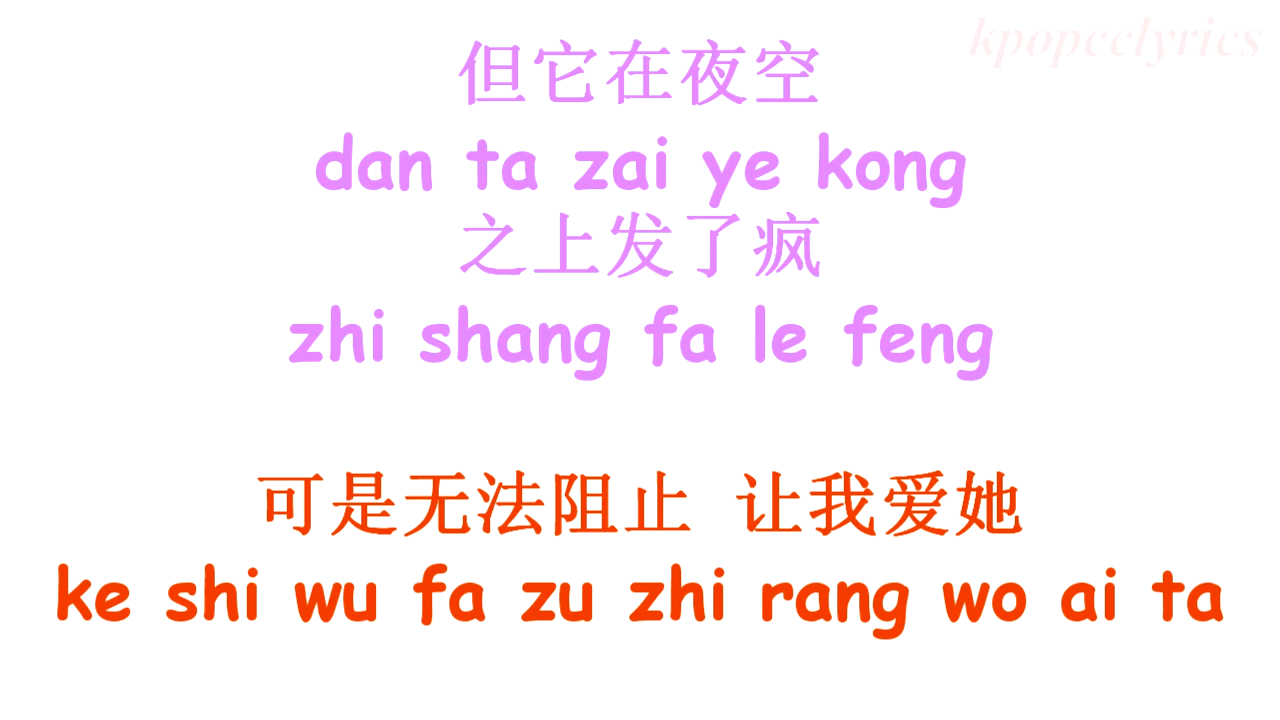 kpopcclyrics
但它在夜空
dan ta zai ye kong
之上发了疯
zhi shang fa le feng
可是无法阻止 让我爱她
ke shi wu fa zu zhi rang wo ai ta